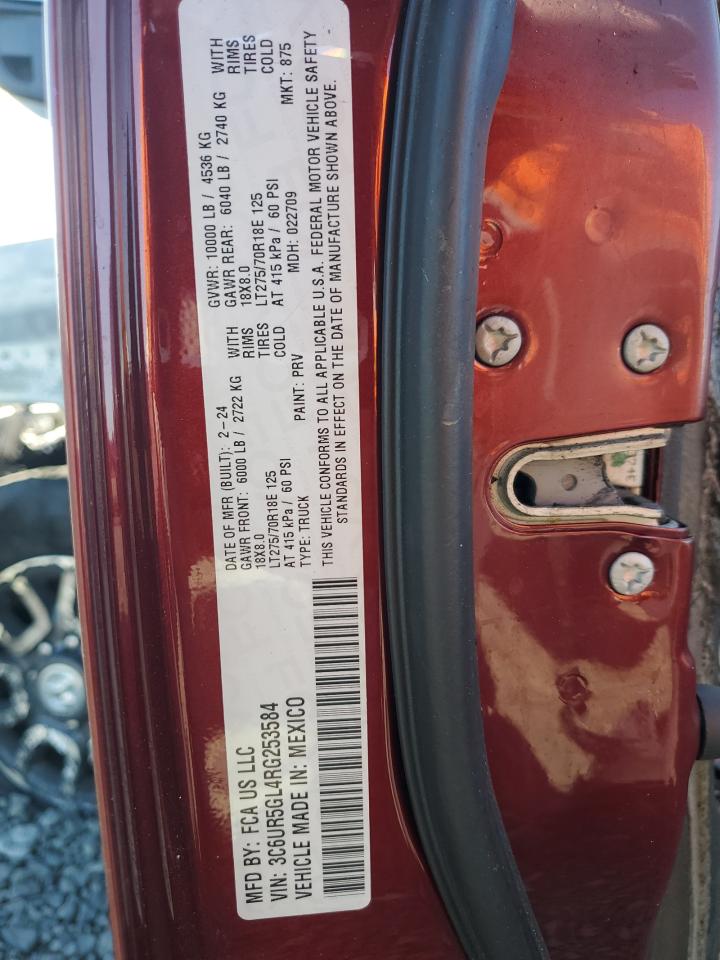 MFD BY: FCA US LLC
VIN: 3C6UR5GL4RG253584
VEHICLE MADE IN: MEXICO
DATE OF MFR (BUILT): 2-24
GVWR: 10000 LB / 4536 KG
GAWR FRONT: 6000 LB / 2722 KG WITH
GAWR REAR: 6040 LB / 2740 KG WITH
18X8.0 RIMS
18X8.0 RIMS
LT275/70R18E 125 TIRES
LT275/70R18E 125 TIRES
AT 415 kPa / 60 PSI COLD
AT 415 kPa / 60 PSI COLD
TYPE: TRUCK PAINT: PRV MDH: 022709 MKT: 875
THIS VEHICLE CONFORMS TO ALL APPLICABLE U.S.A. FEDERAL MOTOR VEHICLE SAFETY
STANDARDS IN EFFECT ON THE DATE OF MANUFACTURE SHOWN ABOVE.